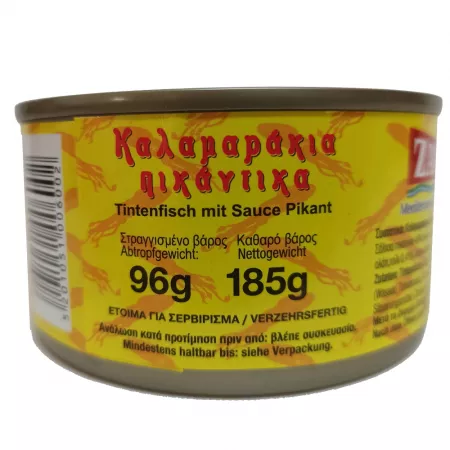 Καλαμαράκια
πικάντικα
Tintenfisch mit Sauce Pikant
Στραγγισμένο βάρος Καθαρό βάρος
Abtropfgewicht: Nettogewicht
96g 185g
ΕΤΟΙΜΑ ΓΙΑ ΣΕΡΒΙΡΙΣΜΑ / VERZEHRSFERTIG
Ανάλωση κατά προτίμηση πριν από: βλέπε συσκευασία.
Mindestens haltbar bis: siehe Verpackung.